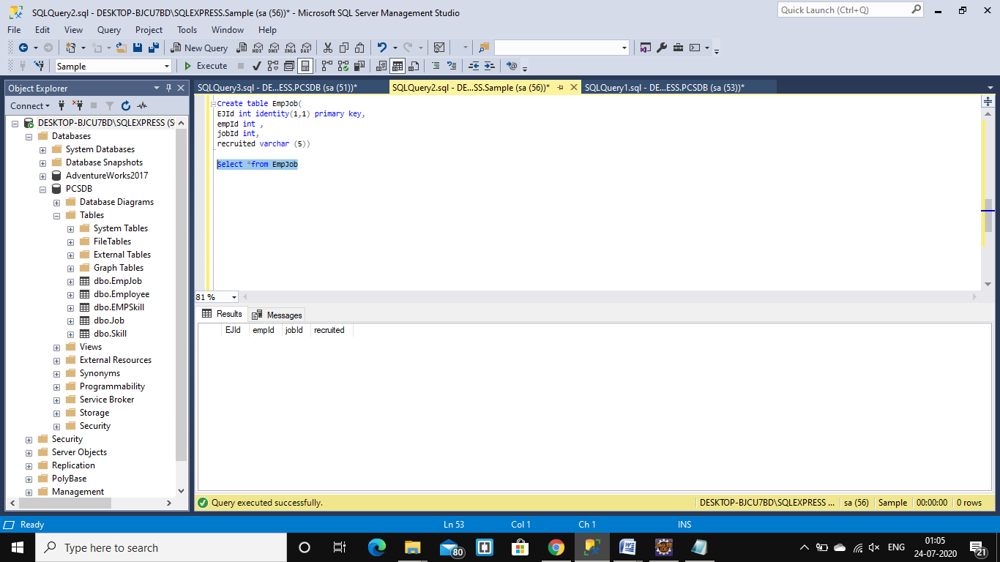 SQLQuery2.sql - DESKTOP-BJCU7BD\SQLEXPRESS.Sample (sa (56))* - Microsoft SQL Server Management Studio
Quick Launch (Ctrl+Q)
File Edit View Query Project Tools Window Help
New Query
MDX DMX XMLA DAX
Sample
Execute
Object Explorer
Connect
DESKTOP-BJCU7BD\SQLEXPRESS (S
Databases
System Databases
Database Snapshots
AdventureWorks2017
PCSDB
Database Diagrams
Tables
System Tables
FileTables
External Tables
Graph Tables
dbo.EmpJob
dbo.Employee
dbo.EMPSkill
dbo.Job
dbo.Skill
Views
External Resources
Synonyms
Programmability
Service Broker
Storage
Security
Security
Server Objects
Replication
PolyBase
Management
SQLQuery3.sql - DE...ESS.PCSDB (sa (51))*
SQLQuery2.sql - DE...SS.Sample (sa (56))*
SQLQuery1.sql - DE...ESS.PCSDB (sa (53))*
Create table EmpJob(
EJId int identity(1,1) primary key,
empId int ,
jobId int,
recruited varchar (5))
Select *from EmpJob
81 %
Results Messages
EJId empId jobId recruited
Query executed successfully.
DESKTOP-BJCU7BD\SQLEXPRESS ... sa (56) Sample 00:00:00 0 rows
Ready Ln 53 Col 1 Ch 1 INS
Type here to search
80
ENG
01:05
24-07-2020
21